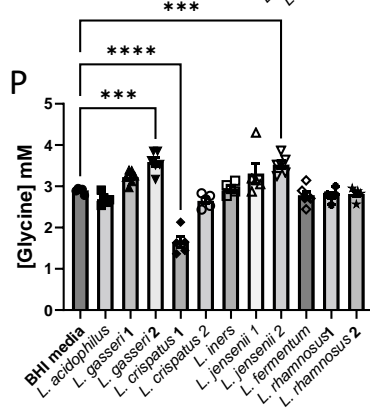 ***
****
P
***
[Glycine] mM
5
4
3
2
1
0
BHI media
L. acidophilus
L. gasseri 1
L. gasseri 2
L. crispatus 1
L. crispatus 2
L. iners
L. jensenii 1
L. jensenii 2
L. fermentum
L. rhamnosus1
L. rhamnosus 2